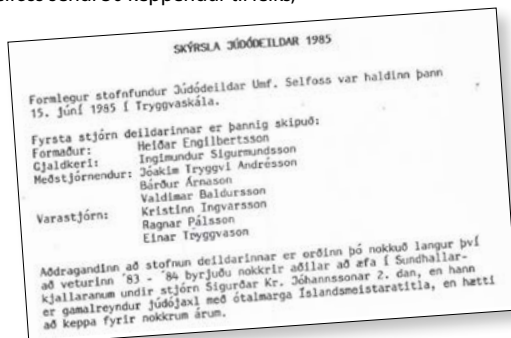 SKÝRSLA JÚDÓDEILDAR 1985
Formlegur stofnfundur Júdódeildar Umf. Selfoss var haldinn þann
15. júní 1985 í Tryggvaskála.
Fyrsta stjórn deildarinnar er þannig skipuð:
Formaður: Heiðar Engilbertsson
Gjaldkeri: Ingimundur Sigurmundsson
Meðstjórnendur: Jóakim Tryggvi Andrésson
Bárður Árnason
Valdimar Baldursson
Varastjórn: Kristinn Ingvarsson
Ragnar Pálsson
Einar Tryggvason
Aðdragandinn að stofnun deildarinnar er orðinn þó nokkuð langur því
að veturinn '83 - '84 byrjuðu nokkrir aðilar að æfa í Sundhallar-
kjallaranum undir stjórn Sigurðar Kr. Jóhannssonar 2. dan, en hann
er gamalreyndur júdójaxl með ótalmarga Íslandsmeistaratitla, en hætti
að keppa fyrir nokkrum árum.